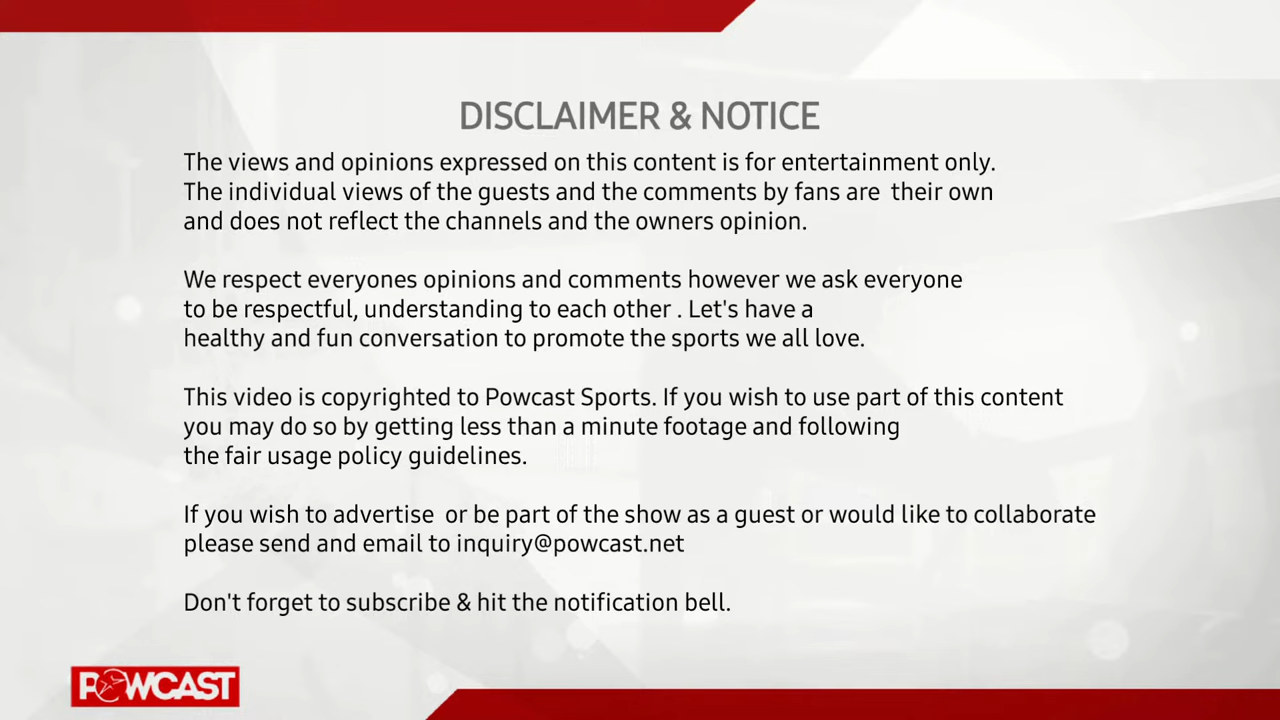 DISCLAIMER & NOTICE
The views and opinions expressed on this content is for entertainment only.
The individual views of the guests and the comments by fans are  their own
and does not reflect the channels and the owners opinion.
We respect everyones opinions and comments however we ask everyone
to be respectful, understanding to each other . Let's have a
healthy and fun conversation to promote the sports we all love.
This video is copyrighted to Powcast Sports. If you wish to use part of this content
you may do so by getting less than a minute footage and following
the fair usage policy guidelines.
If you wish to advertise  or be part of the show as a guest or would like to collaborate
please send and email to inquiry@powcast.net
Don't forget to subscribe & hit the notification bell.
POWCAST